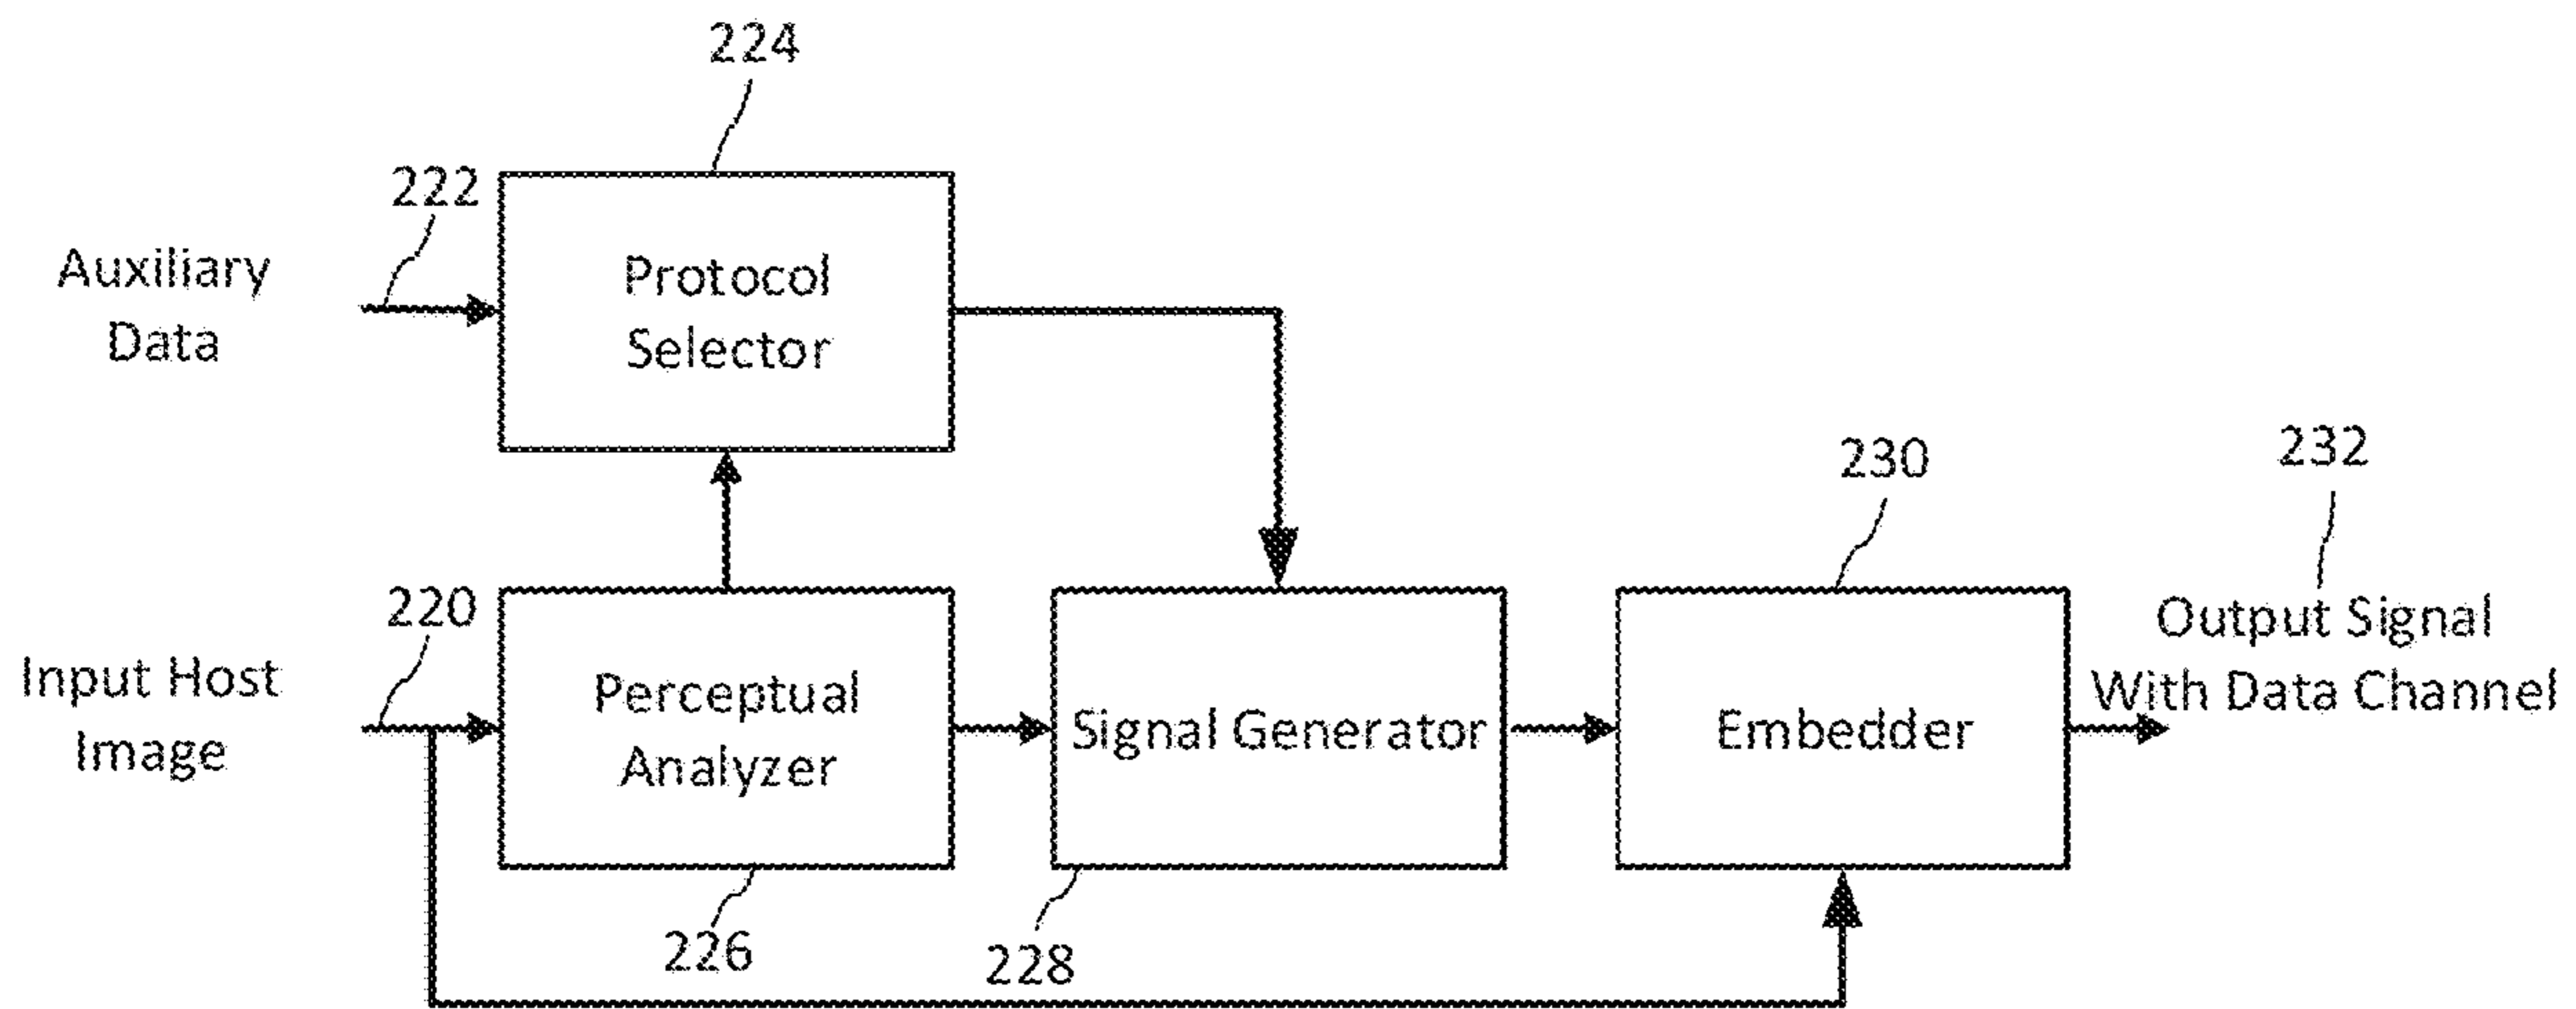 224
222
Auxiliary
Data
Protocol
Selector
230
232
220
Input Host
Image
Perceptual
Analyzer
Signal Generator
Embedder
Output Signal
With Data Channel
226
228